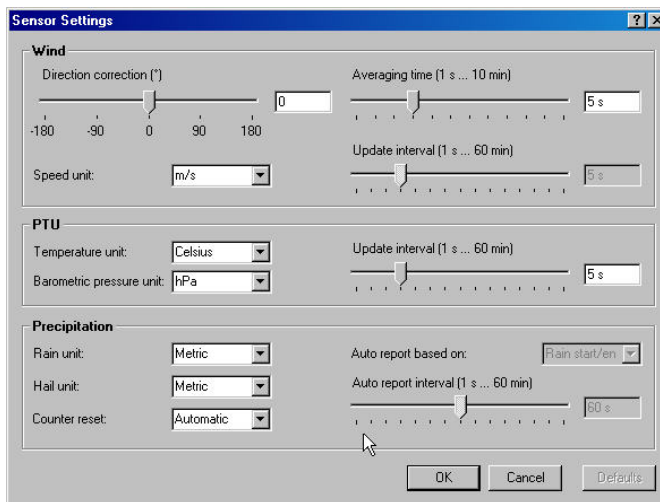 Sensor Settings
Wind
Direction correction (°)
0
-180 -90 0 90 180
Speed unit: m/s
Averaging time (1 s ... 10 min)
5 s
Update interval (1 s ... 60 min)
5 s
PTU
Temperature unit: Celsius
Barometric pressure unit: hPa
Update interval (1 s ... 60 min)
5 s
Precipitation
Rain unit: Metric
Hail unit: Metric
Counter reset: Automatic
Auto report based on: Rain start/en
Auto report interval (1 s ... 60 min)
60 s
OK Cancel Defaults